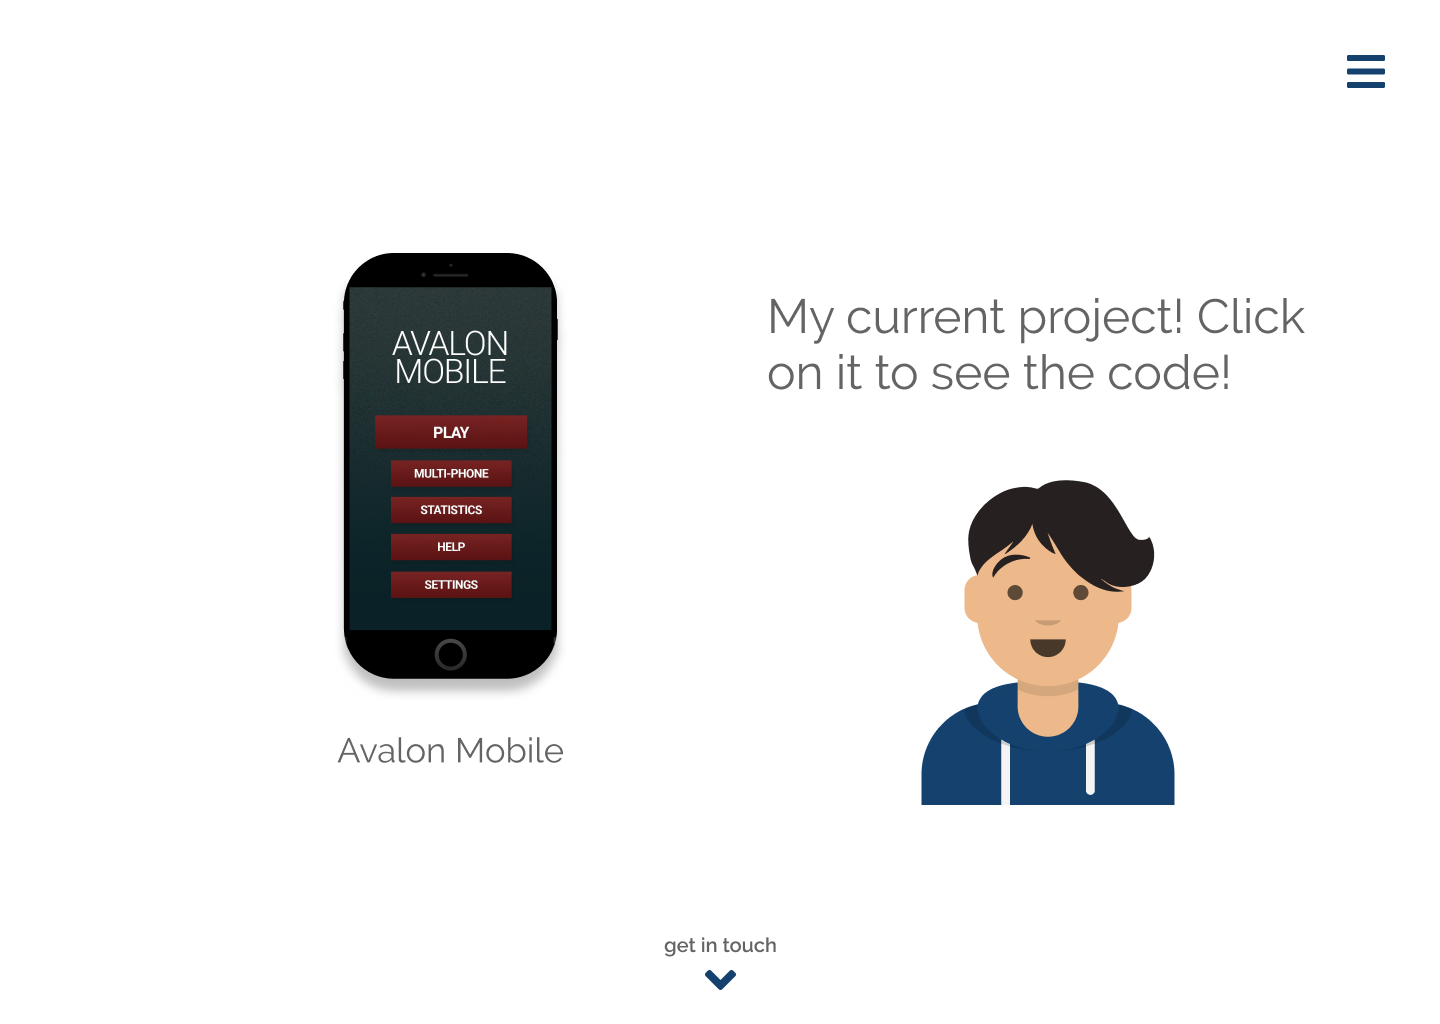 AVALON
MOBILE
PLAY
MULTI-PHONE
STATISTICS
HELP
SETTINGS
Avalon Mobile
My current project! Click
on it to see the code!
get in touch